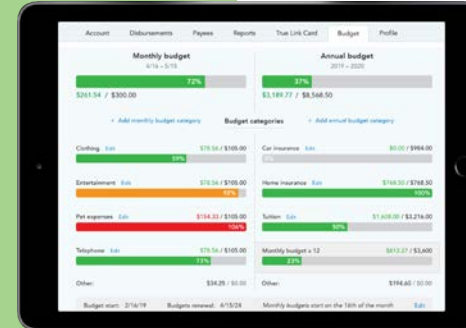 Account Disbursements Payees Reports True Link Card Budget Profile
Monthly budget Annual budget
4/16 – 5/15 2019 – 2020
72% 37%
$261.54 / $300.00 $3,189.77 / $8,568.50
+ Add monthly budget category Budget categories + Add annual budget category
Clothing Edit $78.56 / $105.00 Car insurance Edit $0.00 / $984.00
59% 0%
Entertainment Edit $78.56 / $105.00 Home insurance Edit $768.50 / $768.50
92% 100%
Pet expenses Edit $154.33 / $105.00 Tuition Edit $1,608.00 / $3,216.00
106% 50%
Telephone Edit $78.56 / $105.00 Monthly budget x 12 $813.27 / $3,600
73% 23%
Other: $34.25 / $0.00 Other: $194.60 / $0.00
Budget start: 2/16/19 Budgets renewal: 4/15/28 Monthly budgets start on the 16th of the month Edit